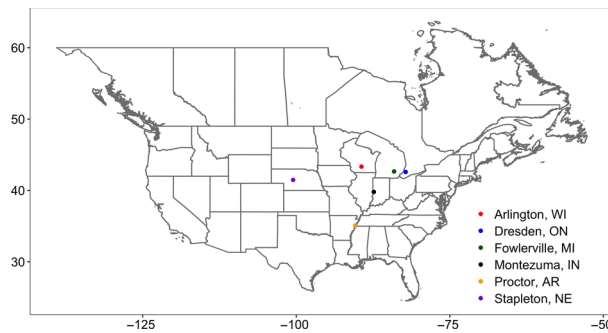 60
50
40
30
Arlington, WI
Dresden, ON
Fowlerville, MI
Montezuma, IN
Proctor, AR
Stapleton, NE
−125 −100 −75 −50